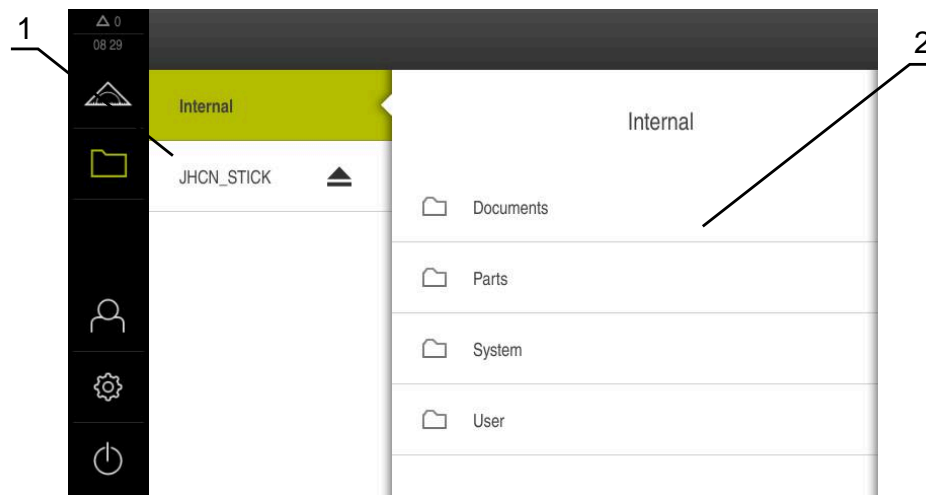 1
2
0
08 29
Internal
JHCN_STICK
Internal
Documents
Parts
System
User